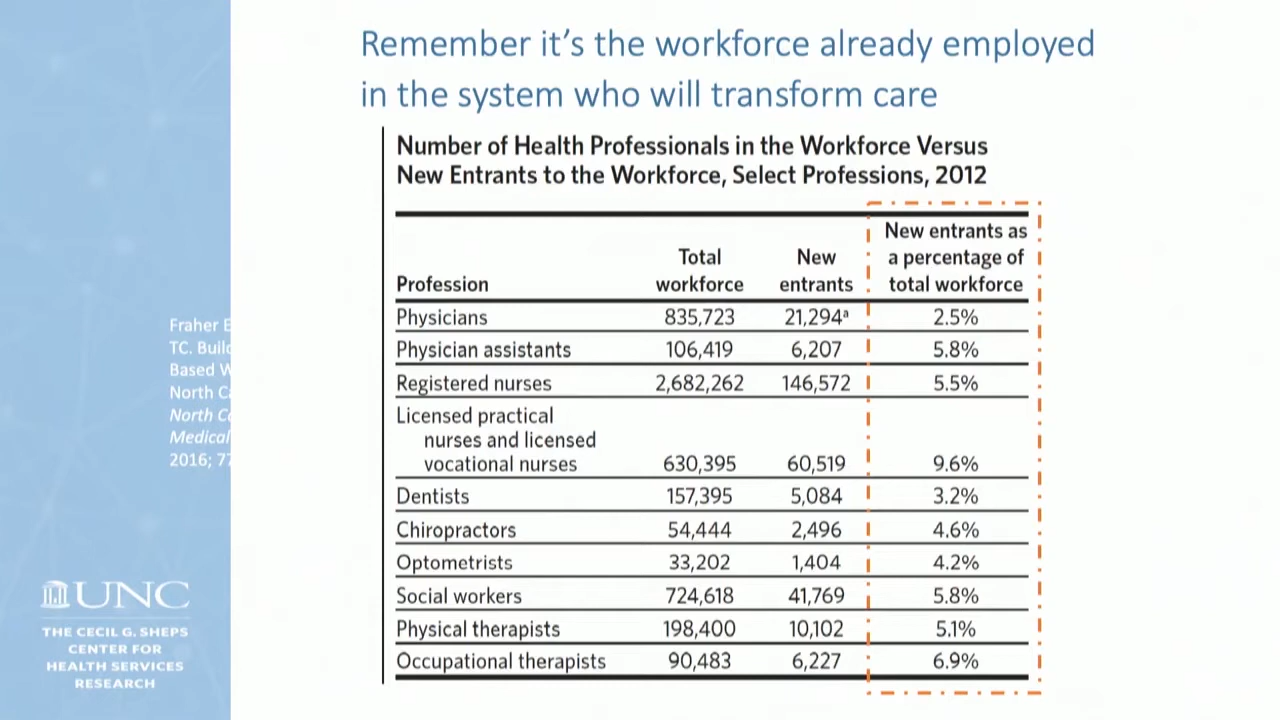 Remember it's the workforce already employed
in the system who will transform care
Number of Health Professionals in the Workforce Versus
New Entrants to the Workforce, Select Professions, 2012
Profession Total workforce New entrants New entrants as a percentage of total workforce
Physicians 835,723 21,294ª 2.5%
Physician assistants 106,419 6,207 5.8%
Registered nurses 2,682,262 146,572 5.5%
Licensed practical
nurses and licensed
vocational nurses 630,395 60,519 9.6%
Dentists 157,395 5,084 3.2%
Chiropractors 54,444 2,496 4.6%
Optometrists 33,202 1,404 4.2%
Social workers 724,618 41,769 5.8%
Physical therapists 198,400 10,102 5.1%
Occupational therapists 90,483 6,227 6.9%
Fraher E
TC.
Based
North
North
Medical
2016; 77
UNC
THE CECIL G. SHEPS
CENTER FOR
HEALTH SERVICES
RESEARCH